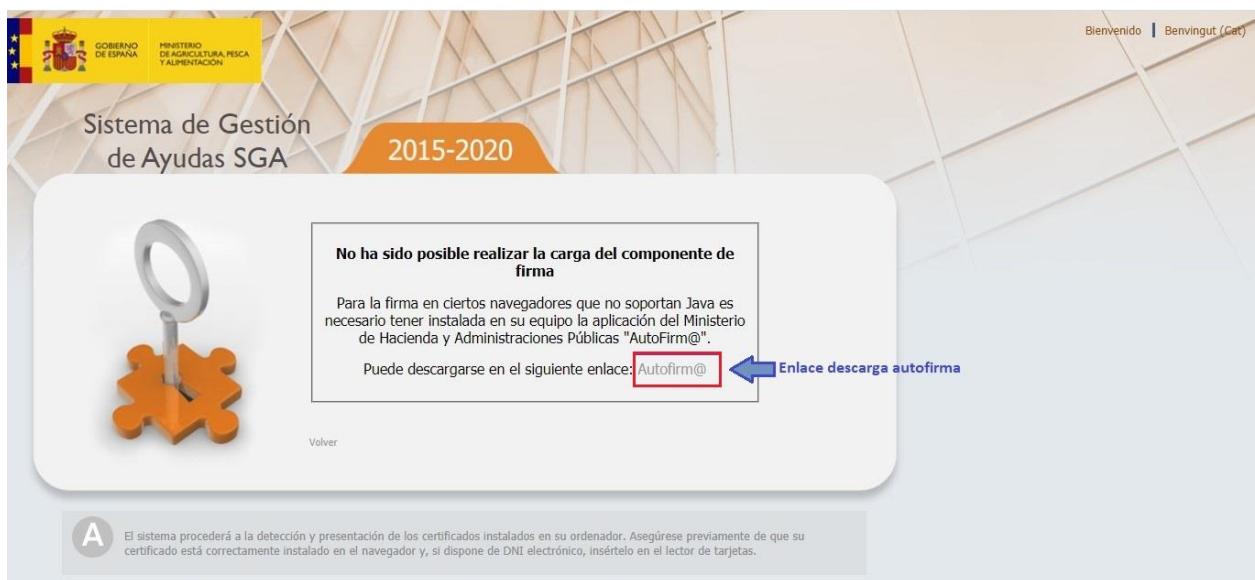 GOBIERNO
DE ESPAÑA
MINISTERIO
DE AGRICULTURA, PESCA
Y ALIMENTACIÓN
Bienvenido | Benvingut (Cat)
Sistema de Gestión
de Ayudas SGA
2015-2020
No ha sido posible realizar la carga del componente de
firma
Para la firma en ciertos navegadores que no soportan Java es
necesario tener instalada en su equipo la aplicación del Ministerio
de Hacienda y Administraciones Públicas "AutoFirm@".
Puede descargarse en el siguiente enlace: Autofirm@
Enlace descarga autofirma
Volver
A
El sistema procederá a la detección y presentación de los certificados instalados en su ordenador. Asegúrese previamente de que su
certificado está correctamente instalado en el navegador y, si dispone de DNI electrónico, insértelo en el lector de tarjetas.